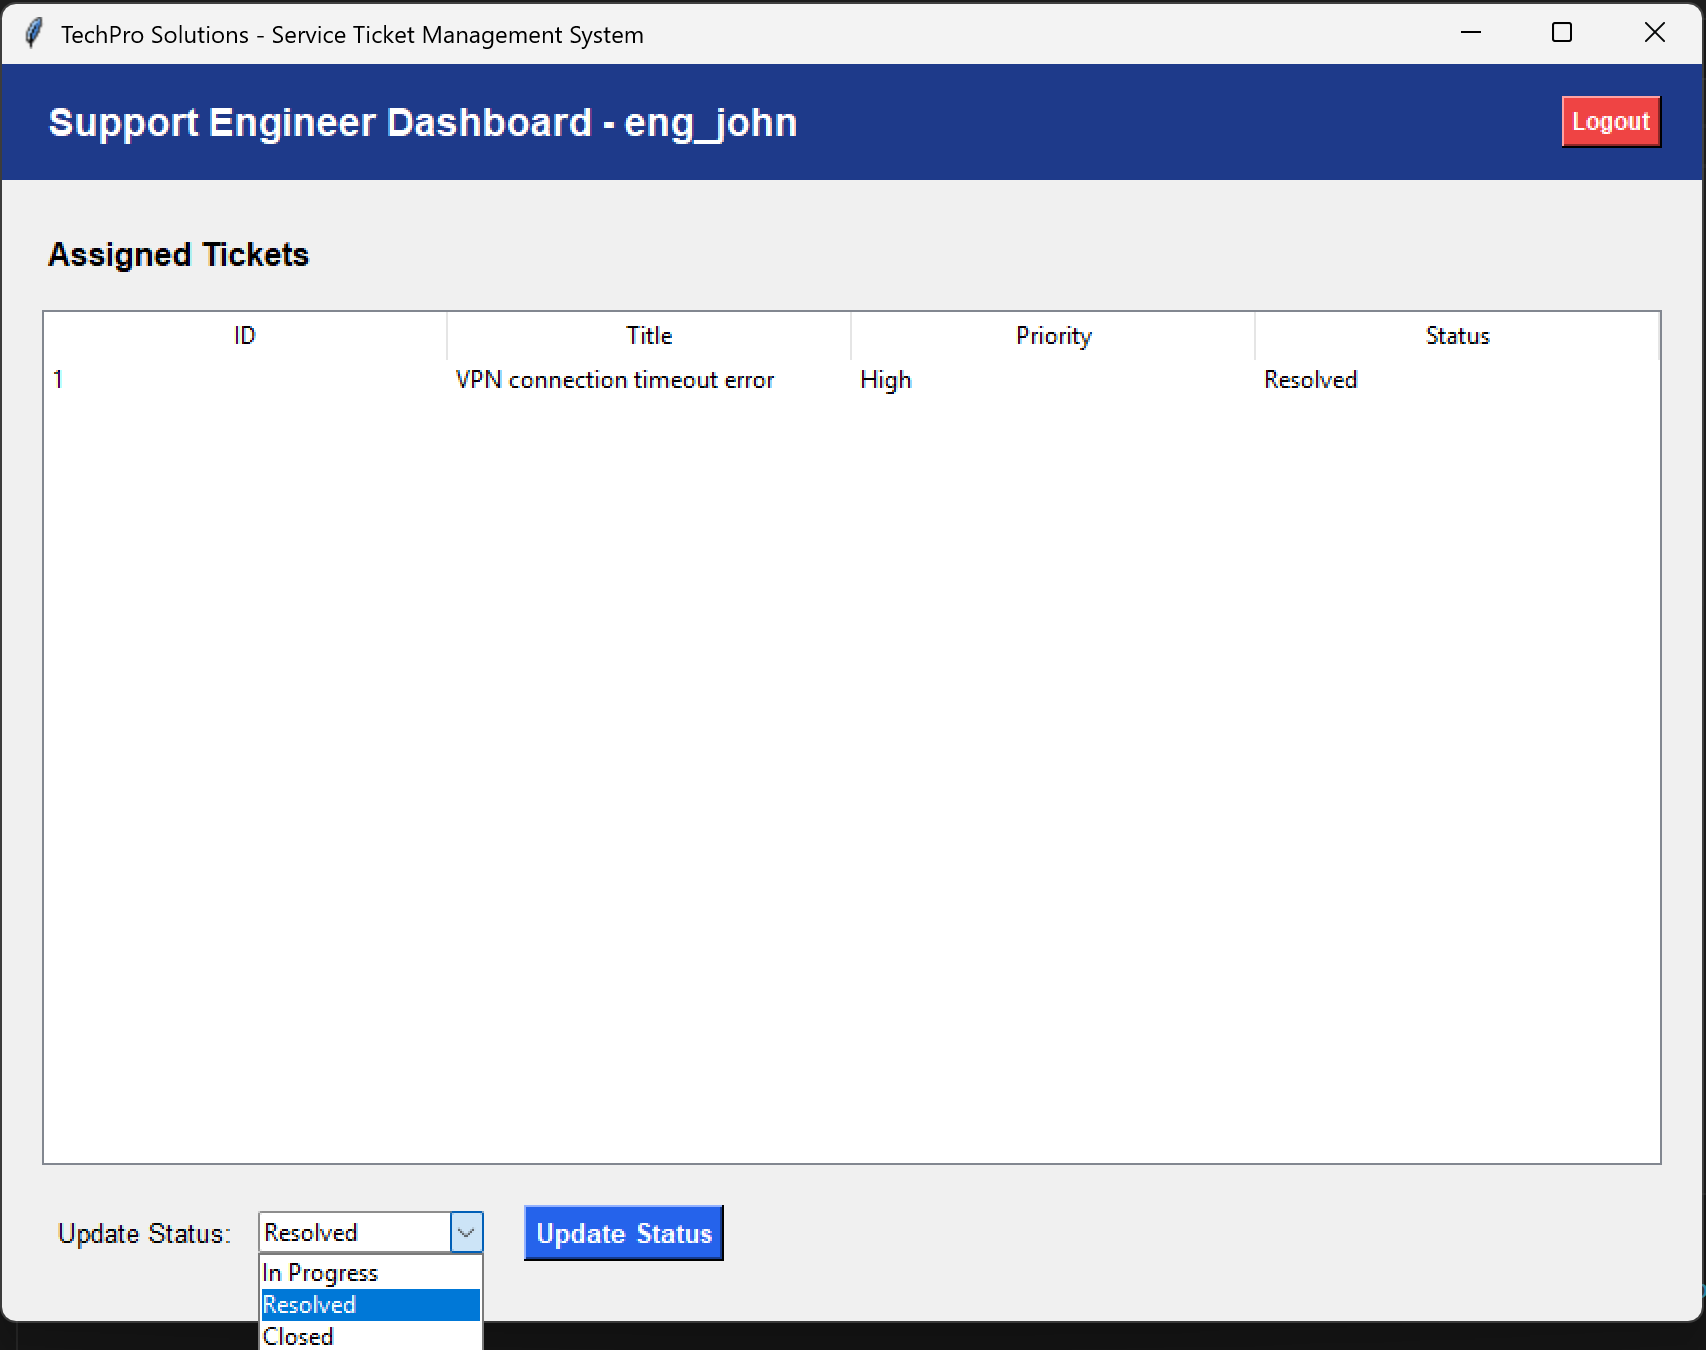 TechPro Solutions - Service Ticket Management System
Support Engineer Dashboard - eng_john
Logout
Assigned Tickets
ID Title Priority Status
1 VPN connection timeout error High Resolved
Update Status: Resolved Update Status
In Progress
Resolved
Closed